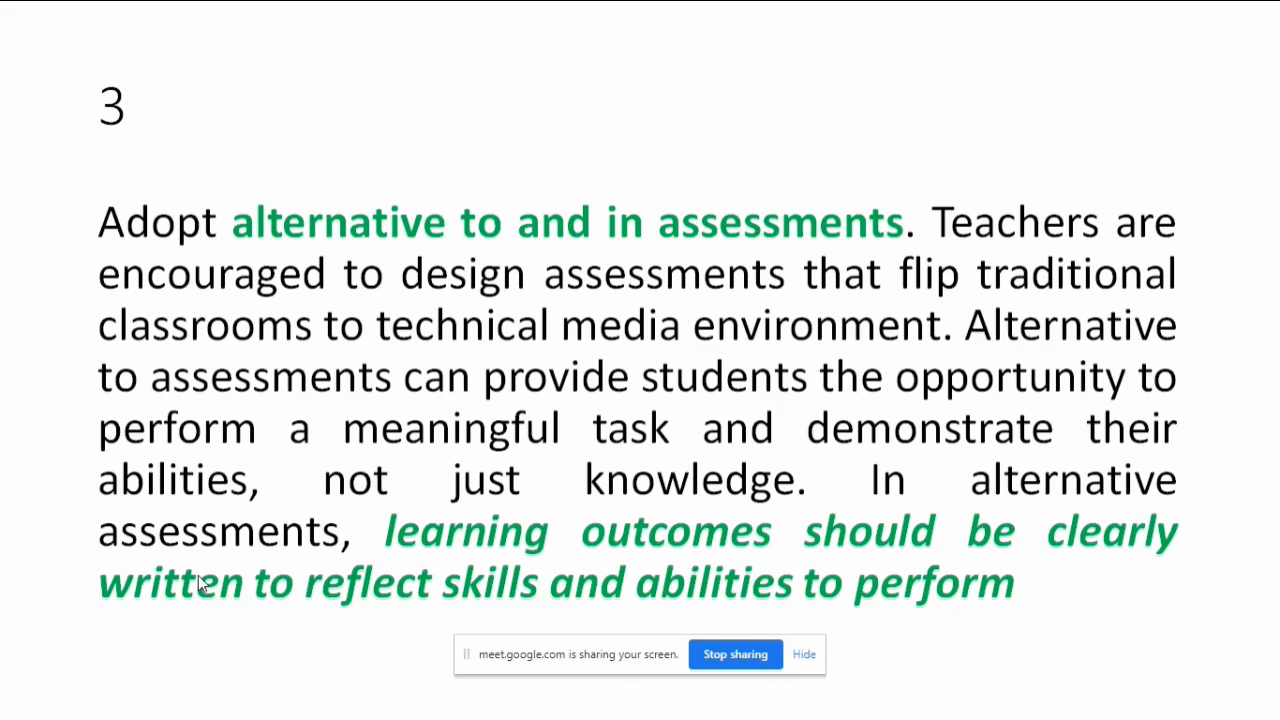 3
Adopt alternative to and in assessments. Teachers are
encouraged to design assessments that flip traditional
classrooms to technical media environment. Alternative
to assessments can provide students the opportunity to
perform a meaningful task and demonstrate their
abilities, not just knowledge. In alternative
assessments, learning outcomes should be clearly
written to reflect skills and abilities to perform
meet.google.com is sharing your screen. Stop sharing Hide